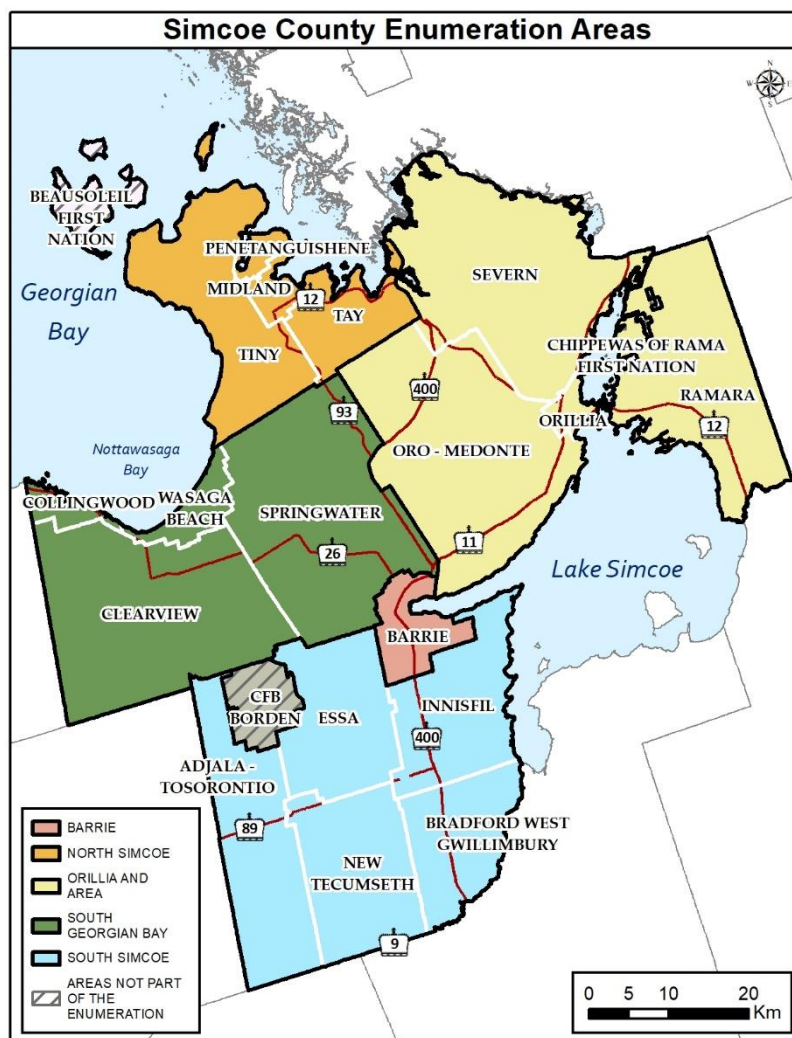 Simcoe County Enumeration Areas
N
W
E
S
BEAUSOLEIL
FIRST
NATION
Georgian
Bay
PENETANGUISHENE
MIDLAND
12
TAY
TINY
SEVERN
CHIPPEWAS OF RAMA
FIRST NATION
RAMARA
12
400
93
ORILLIA
ORO - MEDONTE
Nottawasaga
Bay
COLLINGWOOD
WASAGA
BEACH
SPRINGWATER
26
11
Lake Simcoe
CLEARVIEW
BARRIE
CFB
BORDEN
ESSA
INNISFIL
400
ADJALA -
TOSORONTIO
89
BRADFORD WEST
GWILLIMBURY
NEW
TECUMSETH
9
BARRIE
NORTH SIMCOE
ORILLIA AND
AREA
SOUTH
GEORGIAN BAY
SOUTH SIMCOE
AREAS NOT PART
OF THE
ENUMERATION
0 5 10 20
Km